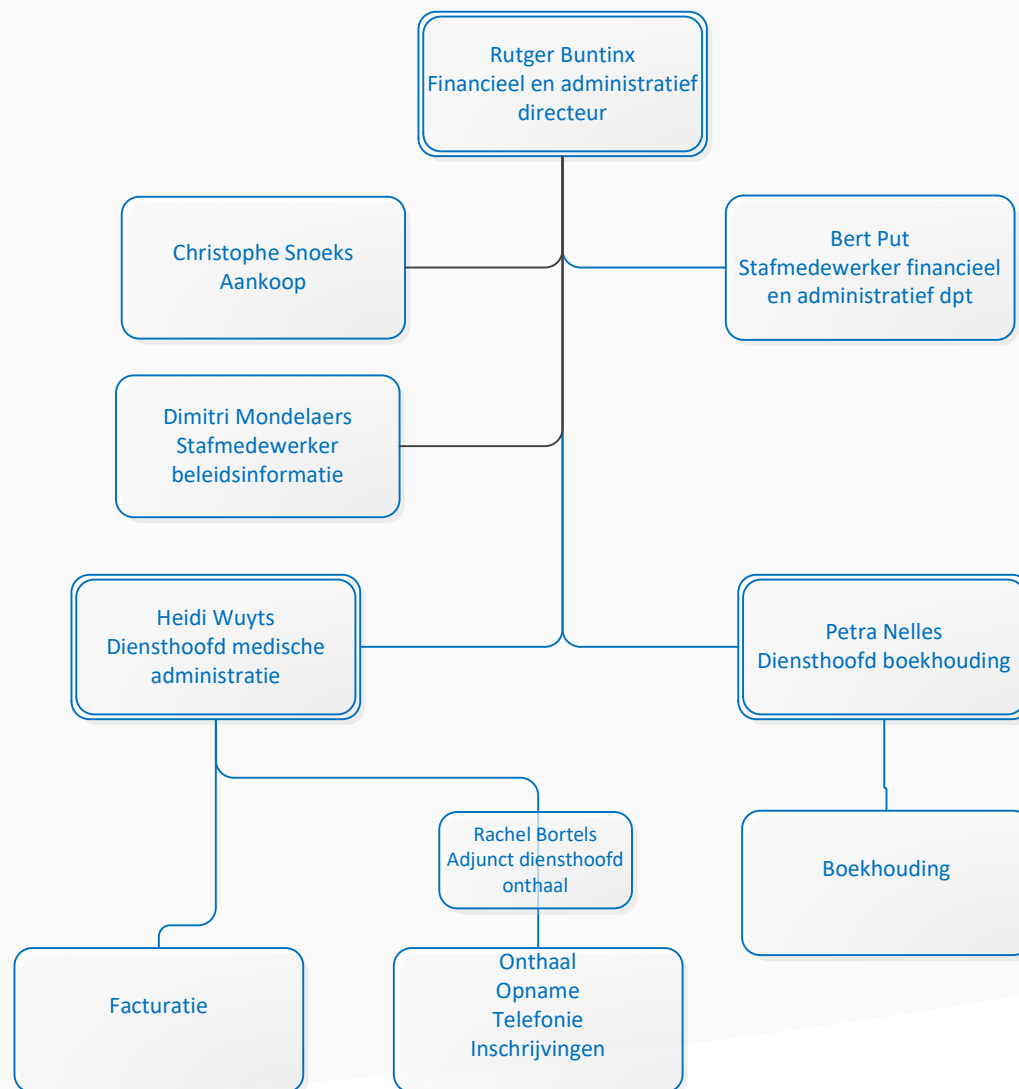 Rutger Buntinx
Financieel en administratief
directeur
Christophe Snoeks
Aankoop
Bert Put
Stafmedewerker financieel
en administratief dpt
Dimitri Mondelaers
Stafmedewerker
beleidsinformatie
Heidi Wuyts
Diensthoofd medische
administratie
Petra Nelles
Diensthoofd boekhouding
Rachel Bortels
Adjunct diensthoofd
onthaal
Boekhouding
Facturatie
Onthaal
Opname
Telefonie
Inschrijvingen